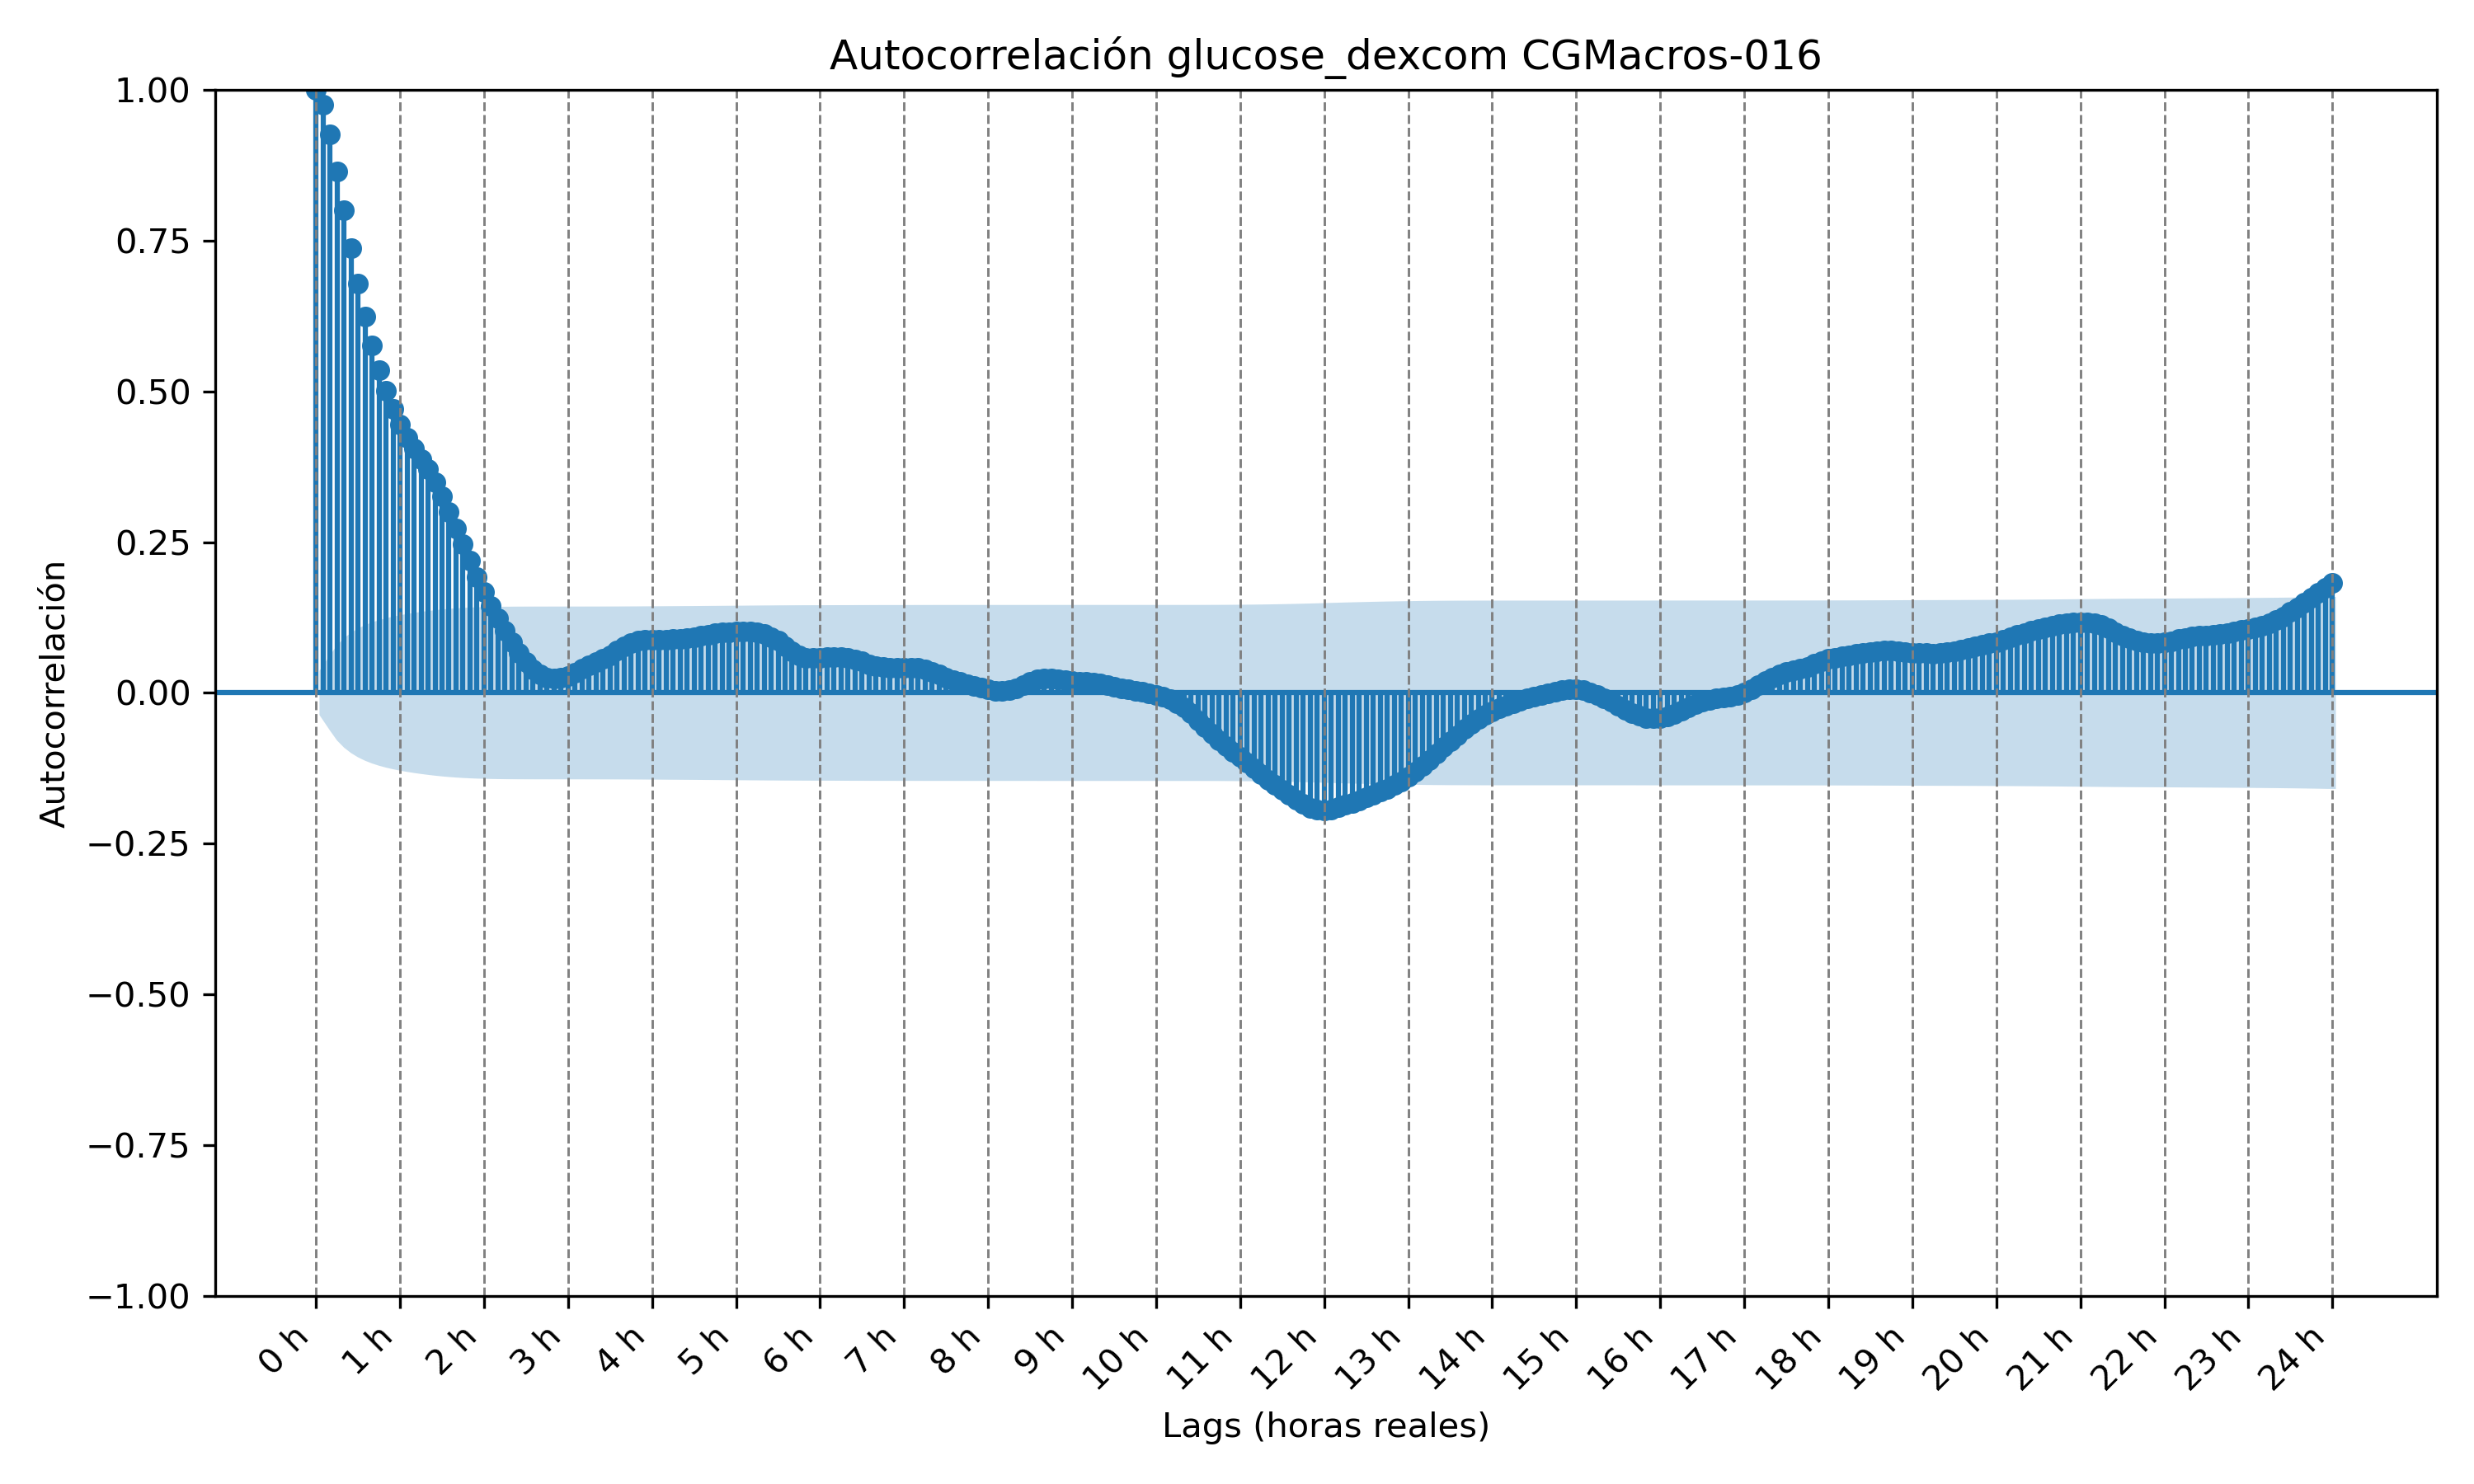 Autocorrelación glucose_dexcom CGMacros-016
1.00
0.75
0.50
0.25
0.00
−0.25
−0.50
−0.75
−1.00
Autocorrelación
0 h
1 h
2 h
3 h
4 h
5 h
6 h
7 h
8 h
9 h
10 h
11 h
12 h
13 h
14 h
15 h
16 h
17 h
18 h
19 h
20 h
21 h
22 h
23 h
24 h
Lags (horas reales)